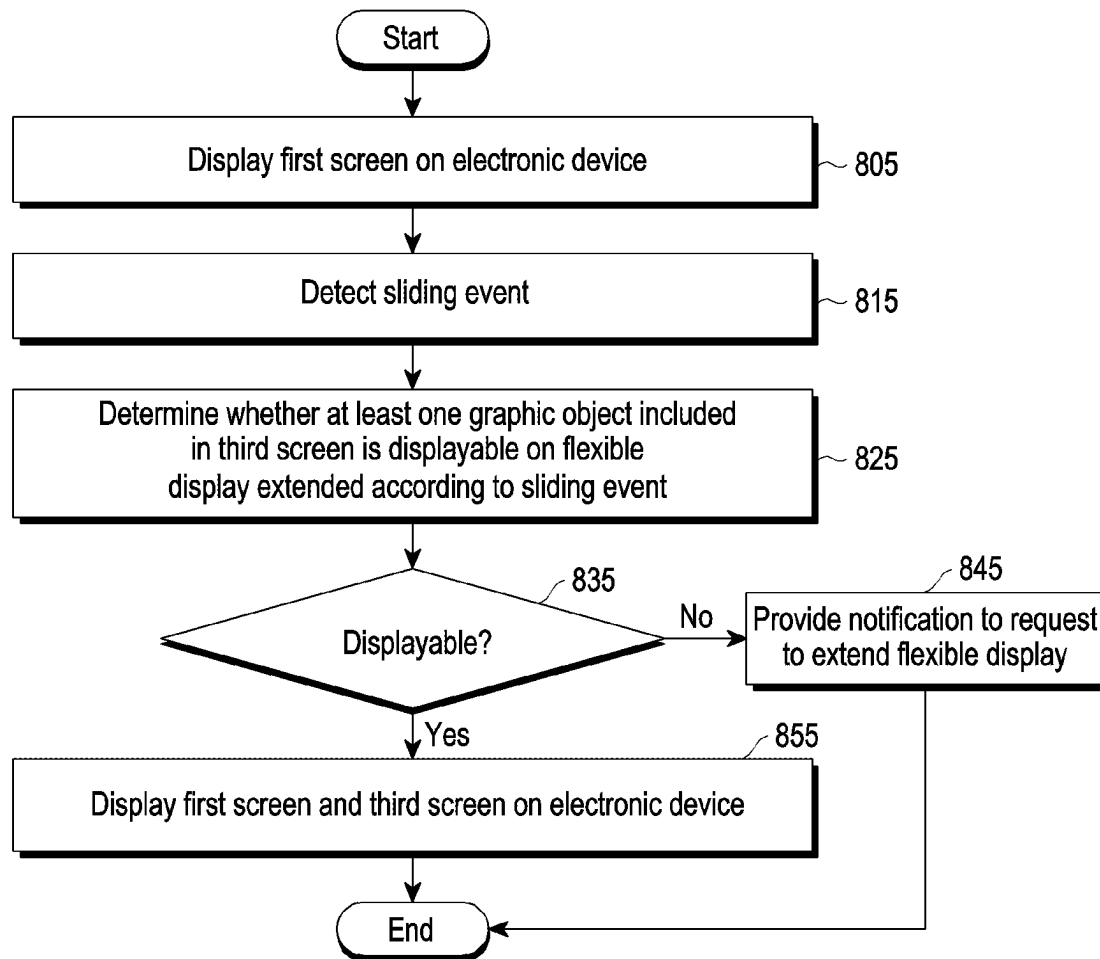 Start
Display first screen on electronic device
805
Detect sliding event
815
Determine whether at least one graphic object included
in third screen is displayable on flexible
display extended according to sliding event
825
835
Displayable?
No
845
Provide notification to request
to extend flexible display
Yes
855
Display first screen and third screen on electronic device
End